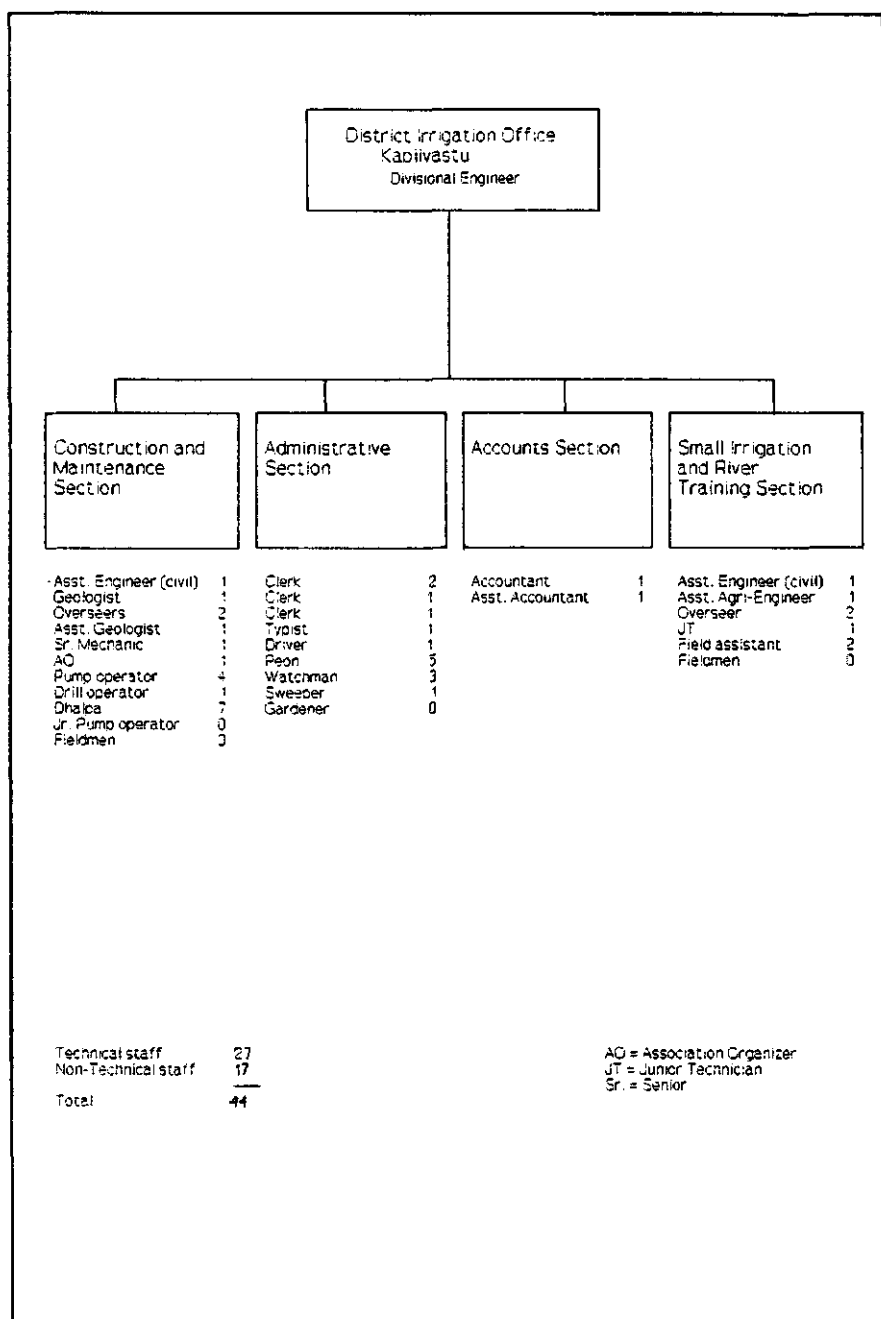 District Irrigation Office
Kapilvastu
Divisional Engineer
Construction and
Maintenance
Section
Administrative
Section
Accounts Section
Small Irrigation
and River
Training Section
Asst. Engineer (civil) 1
Geologist 1
Overseers 2
Asst. Geologist 1
Sr. Mechanic 1
AO 1
Pump operator 4
Drill operator 1
Dhalpa 7
Jr. Pump operator 0
Fieldmen 0
Clerk 2
Clerk 1
Clerk 1
Typist 1
Driver 1
Peon 5
Watchman 3
Sweeper 1
Gardener 0
Accountant 1
Asst. Accountant 1
Asst. Engineer (civil) 1
Asst. Agri-Engineer 1
Overseer 2
JT 1
Field assistant 2
Fieldmen 0
Technical staff 27
Non-Technical staff 17
Total 44
AO = Association Organizer
JT = Junior Technician
Sr. = Senior